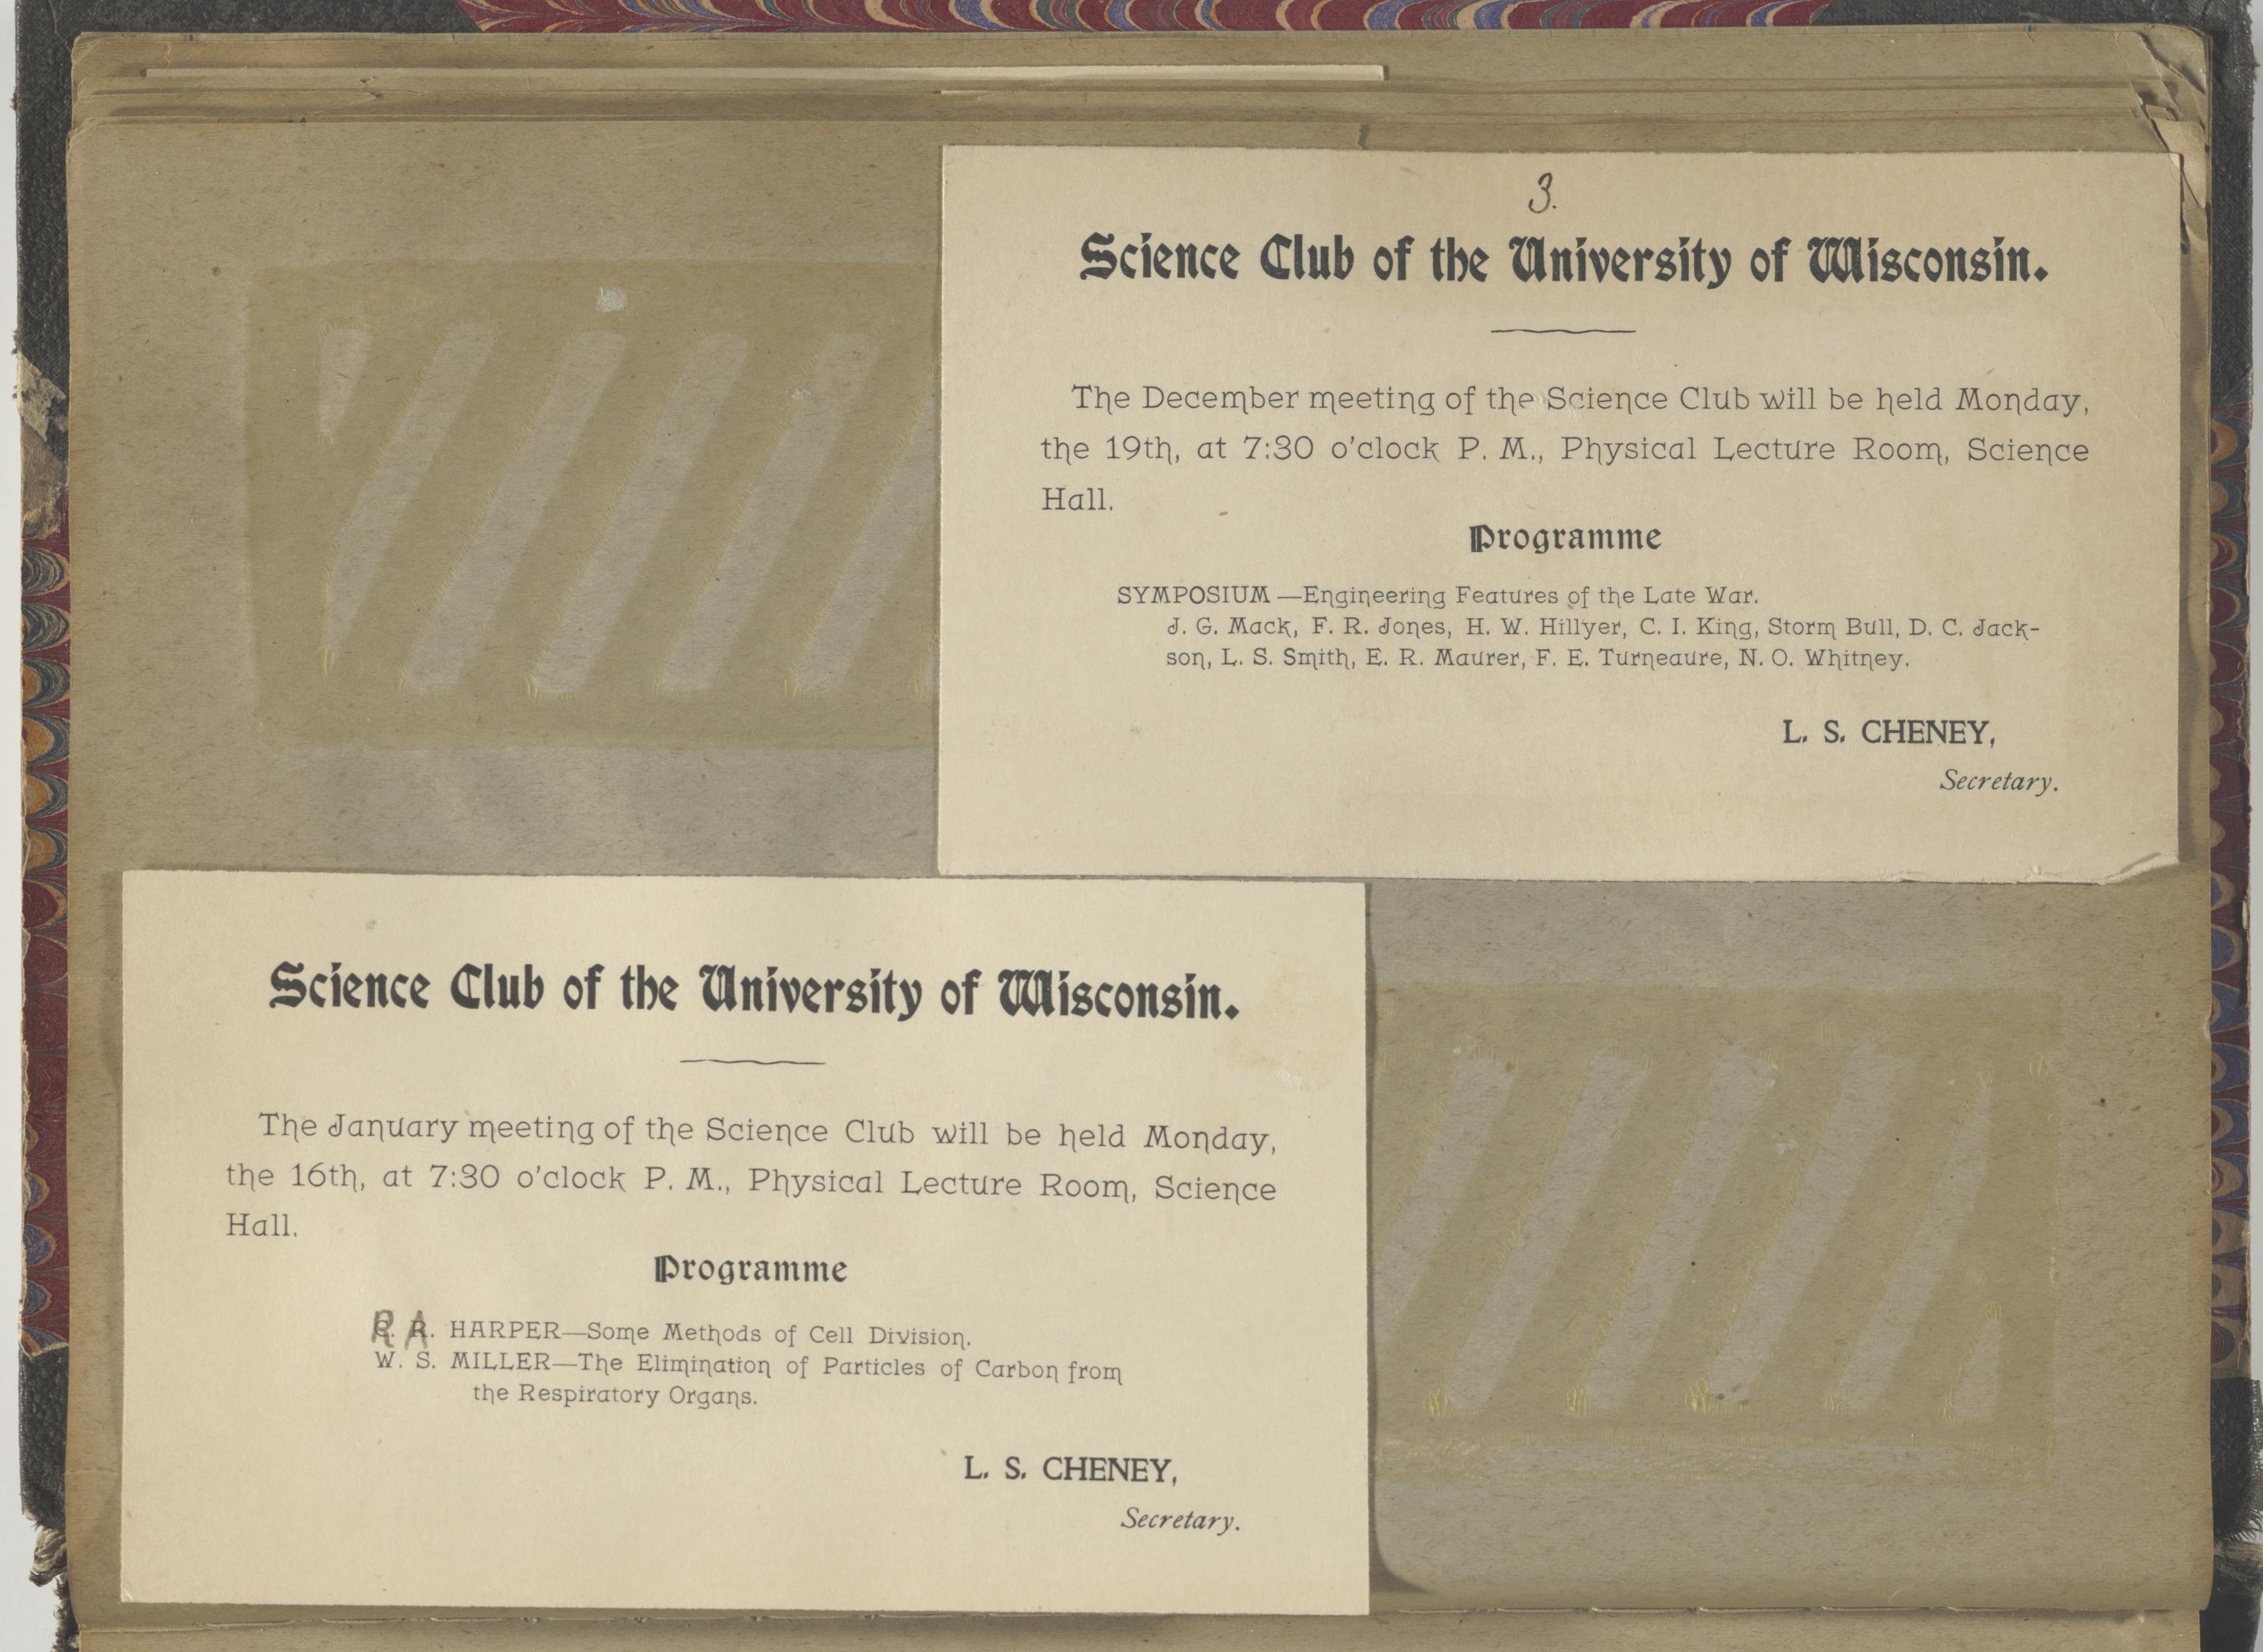 3.
Science Club of the University of Wisconsin.
The December meeting of the Science Club will be held Monday,
the 19th, at 7:30 o'clock P. M., Physical Lecture Room, Science
Hall.
Programme
SYMPOSIUM—Engineering Features of the Late War.
J. G. Mack, F. R. Jones, H. W. Hillyer, C. I. King, Storm Bull, D. C. Jack-
son, L. S. Smith, E. R. Maurer, F. E. Turneaure, N. O. Whitney.
L. S. CHENEY,
Secretary.
Science Club of the University of Wisconsin.
The January meeting of the Science Club will be held Monday,
the 16th, at 7:30 o'clock P. M., Physical Lecture Room, Science
Hall.
Programme
R A HARPER—Some Methods of Cell Division.
W. S. MILLER—The Elimination of Particles of Carbon from
the Respiratory Organs.
L. S. CHENEY,
Secretary.